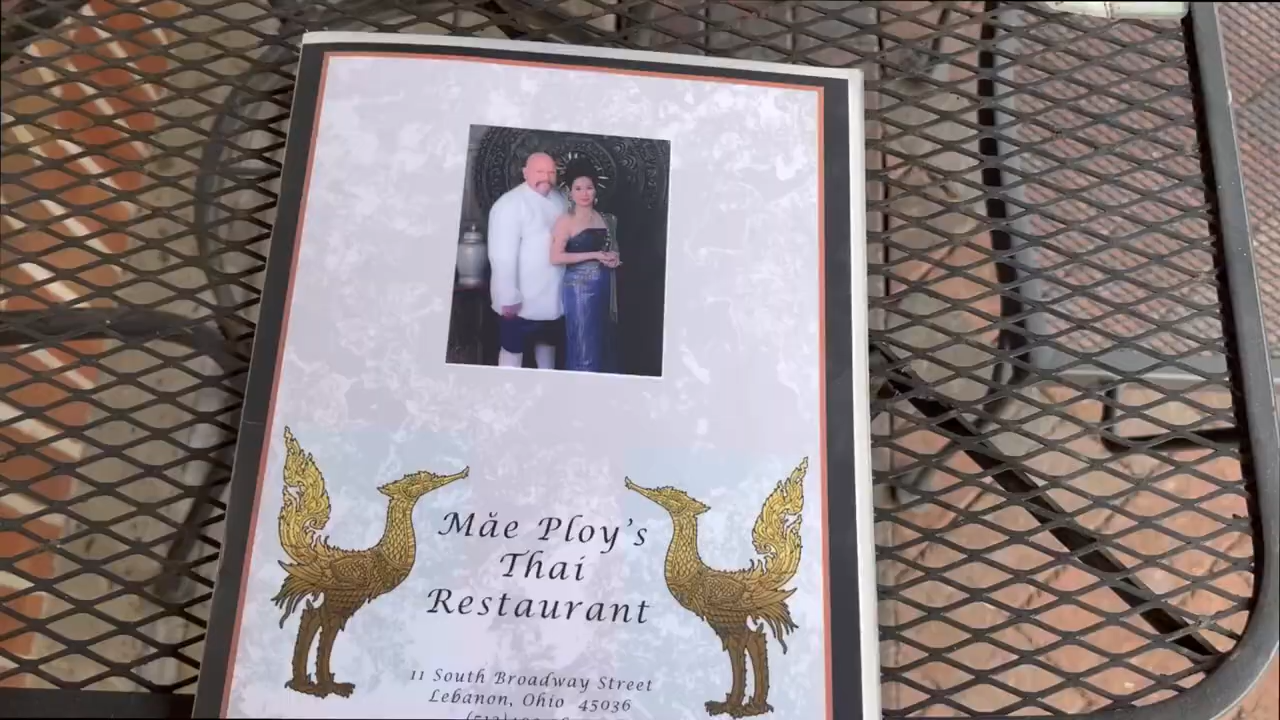 Măe Ploy's
Thai
Restaurant
11 South Broadway Street
Lebanon, Ohio 45036